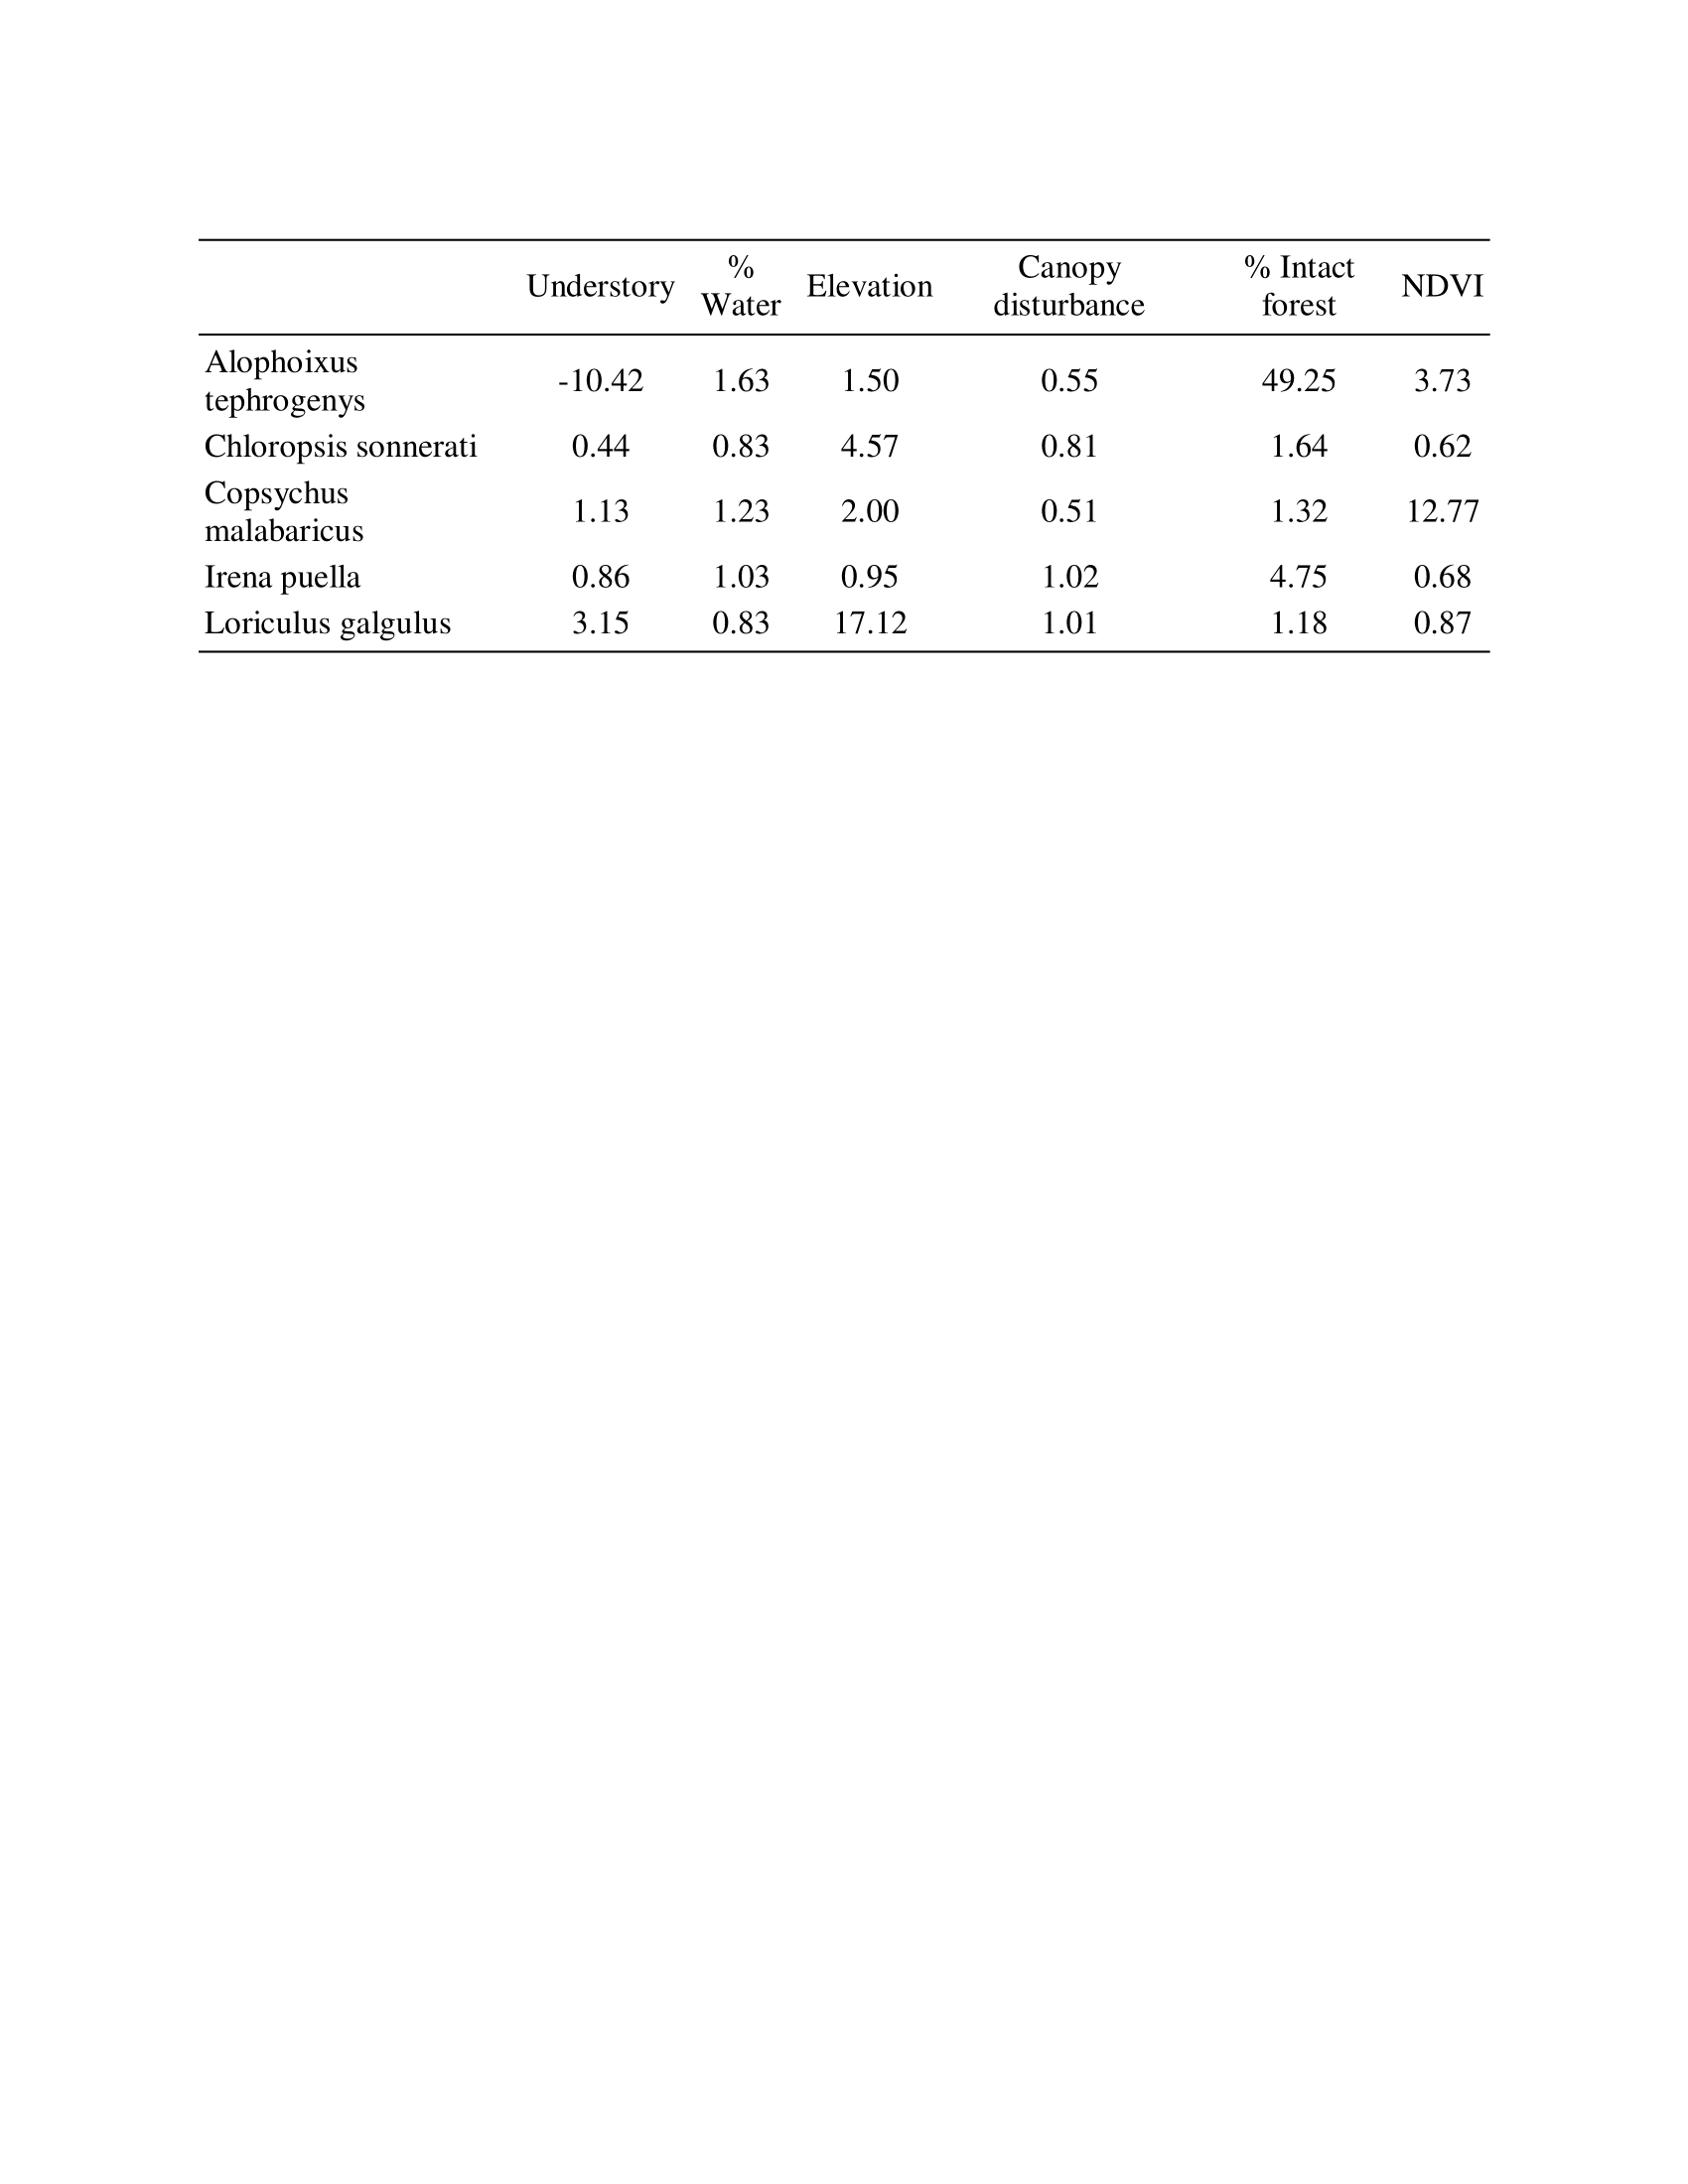 Understory % Water Elevation Canopy disturbance % Intact forest NDVI
Alophoixus tephrogenys -10.42 1.63 1.50 0.55 49.25 3.73
Chloropsis sonnerati 0.44 0.83 4.57 0.81 1.64 0.62
Copsychus malabaricus 1.13 1.23 2.00 0.51 1.32 12.77
Irena puella 0.86 1.03 0.95 1.02 4.75 0.68
Loriculus galgulus 3.15 0.83 17.12 1.01 1.18 0.87